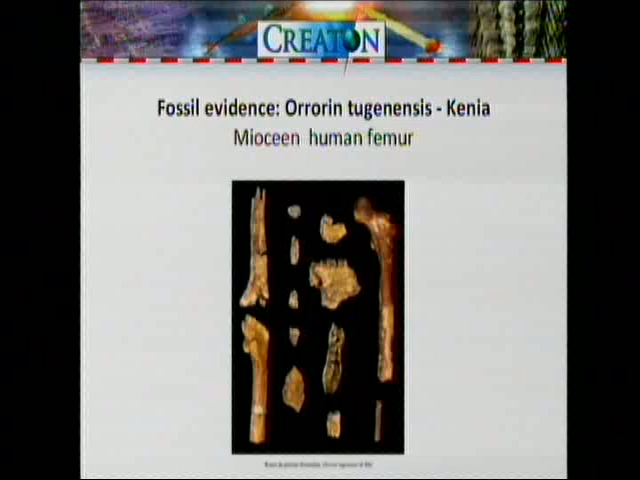 CREATON
Fossil evidence: Orrorin tugenensis - Kenia
Mioceen human femur